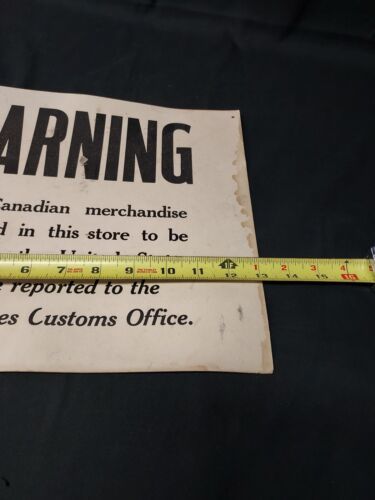 ARNING
Canadian merchandise
d in this store to be
reported to the
es Customs Office.
6 7 8 9 10 11 1 2 3 4 5
12 13 14 15 16